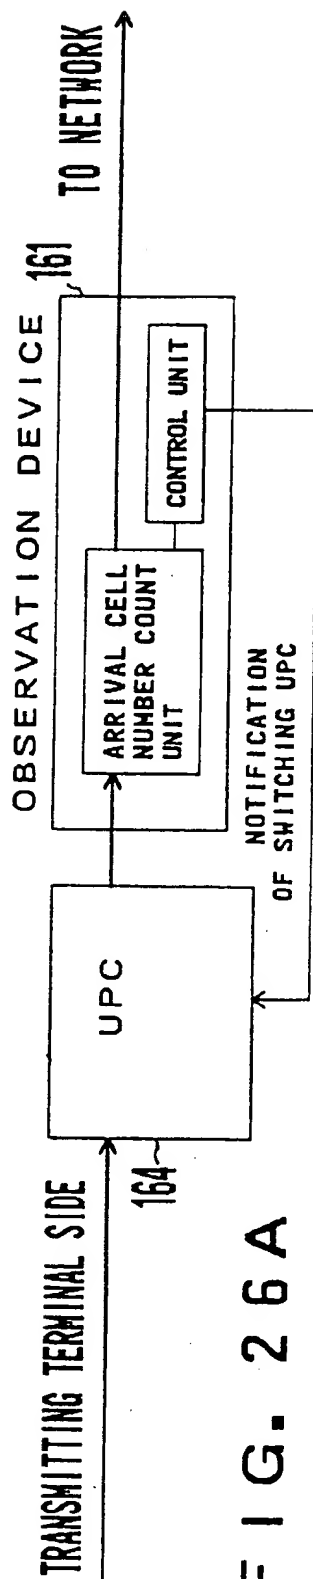 TRANSMITTING TERMINAL SIDE
164
UPC
OBSERVATION DEVICE
161
ARRIVAL CELL
NUMBER COUNT
UNIT
CONTROL UNIT
TO NETWORK
NOTIFICATION
OF SWITCHING UPC
FIG. 26A